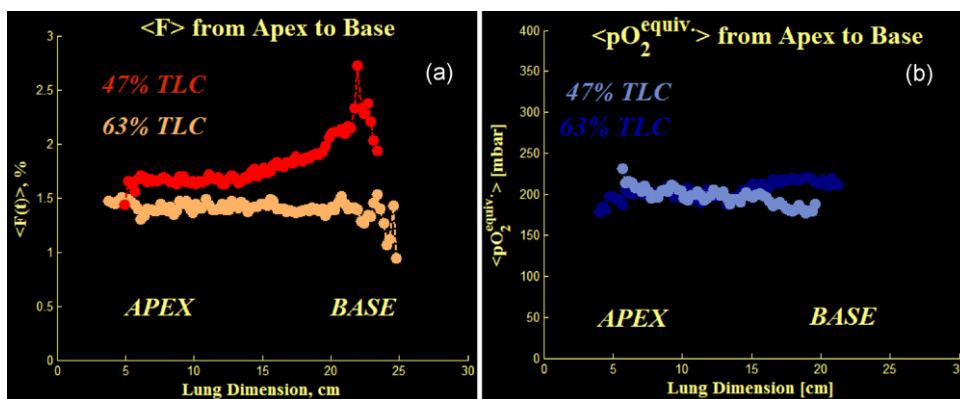 <F> from Apex to Base
(a)
47% TLC
63% TLC
<F(t)>, %
3
2.5
2
1.5
1
0.5
0
APEX
BASE
0
5
10
15
20
25
30
Lung Dimension, cm
<pO2equiv.> from Apex to Base
(b)
47% TLC
63% TLC
<pO2equiv.> [mbar]
400
350
300
250
200
150
100
50
0
APEX
BASE
0
5
10
15
20
25
30
Lung Dimension [cm]